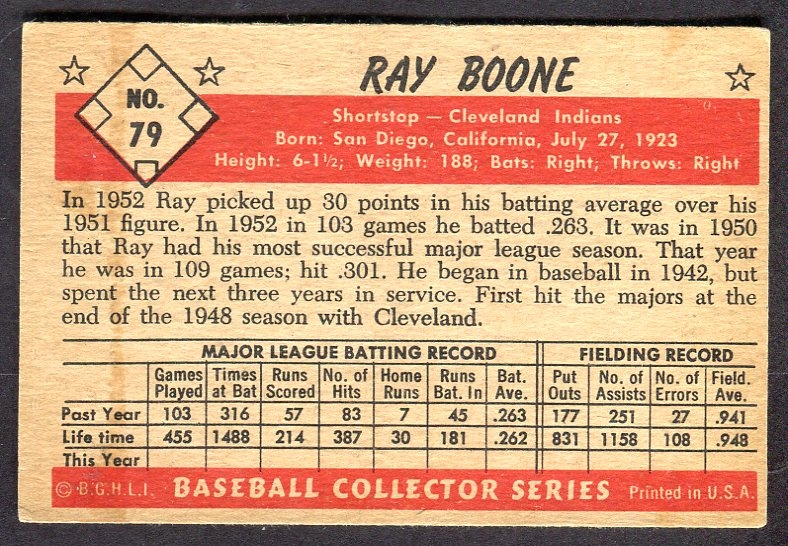 RAY BOONE
NO.
79
Shortstop — Cleveland Indians
Born: San Diego, California, July 27, 1923
Height: 6-1½; Weight: 188; Bats: Right; Throws: Right
In 1952 Ray picked up 30 points in his batting average over his
1951 figure. In 1952 in 103 games he batted .263. It was in 1950
that Ray had his most successful major league season. That year
he was in 109 games; hit .301. He began in baseball in 1942, but
spent the next three years in service. First hit the majors at the
end of the 1948 season with Cleveland.
MAJOR LEAGUE BATTING RECORD FIELDING RECORD
Games Times Runs No. of Home Runs Bat. Put No. of No. of Field.
Played at Bat Scored Hits Runs Bat. In Ave. Outs Assists Errors Ave.
Past Year 103 316 57 83 7 45 .263 177 251 27 .941
Life time 455 1488 214 387 30 181 .262 831 1158 108 .948
This Year
© B.G.H.L.I. BASEBALL COLLECTOR SERIES Printed in U.S.A.